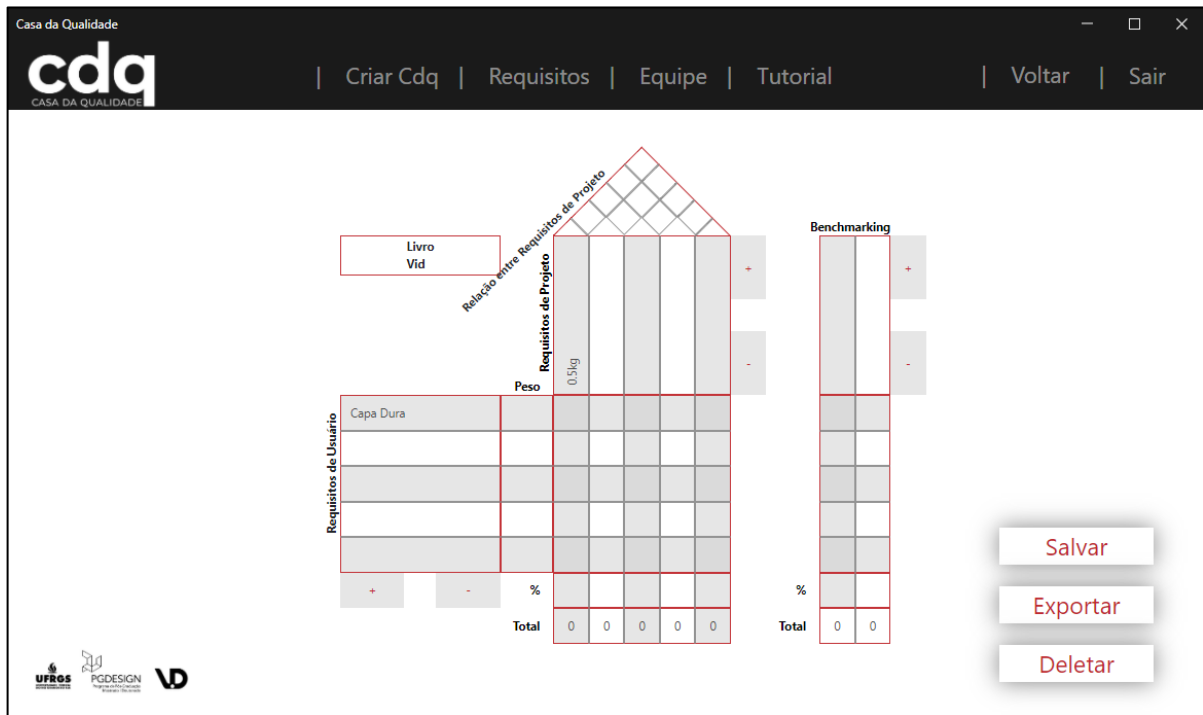 Casa da Qualidade
cdq
CASA DA QUALIDADE
| Criar Cdq | Requisitos | Equipe | Tutorial | Voltar | Sair
Relação entre Requisitos de Projeto
Livro
Vid
Requisitos de Projeto
0.5kg
+
-
Benchmarking
+
-
Peso
Requisitos de Usuário
Capa Dura
+ - %
%
Total 0 0 0 0 0
Total 0 0
Salvar
Exportar
Deletar
UFRGS
PGDESIGN
VD